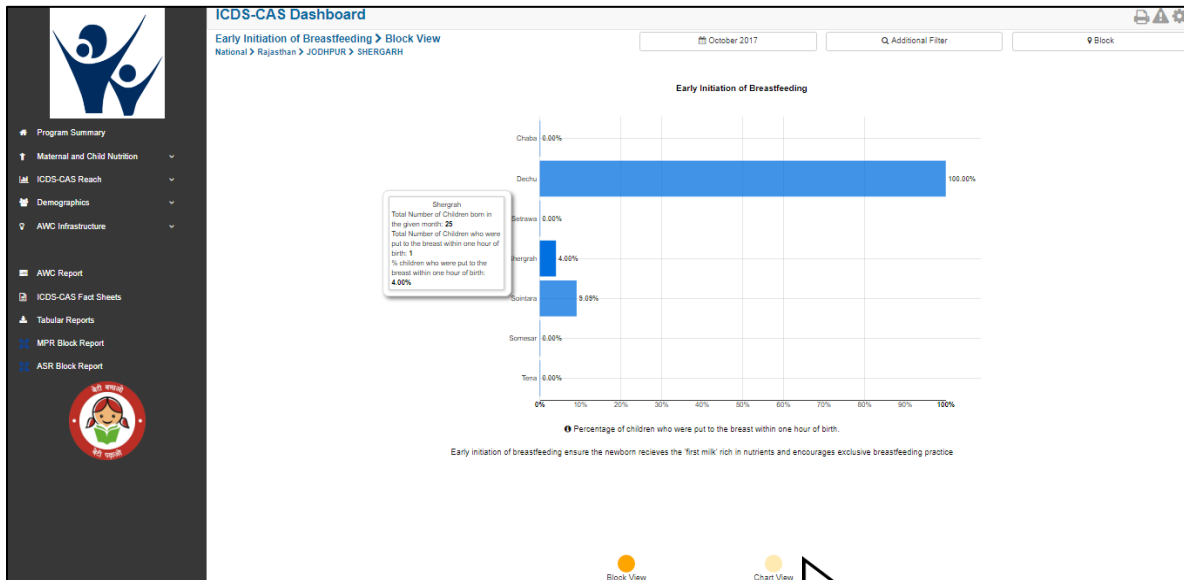 ICDS-CAS Dashboard
Early Initiation of Breastfeeding > Block View
National > Rajasthan > JODHPUR > SHERGARH
October 2017
Additional Filter
Block
Program Summary
Maternal and Child Nutrition
ICDS-CAS Reach
Demographics
AWC Infrastructure
AWC Report
ICDS-CAS Fact Sheets
Tabular Reports
MPR Block Report
ASR Block Report
बेटी बचाओ
बेटी पढ़ाओ
Early Initiation of Breastfeeding
Chaba 0.00%
Dechu 100.00%
Setrawa 0.00%
Shergrah 4.00%
Sointara 9.09%
Somesar 0.00%
Tena 0.00%
0% 10% 20% 30% 40% 50% 60% 70% 80% 90% 100%
Shergrah
Total Number of Children born in
the given month: 25
Total Number of Children who were
put to the breast within one hour of
birth: 1
% children who were put to the
breast within one hour of birth:
4.00%
Percentage of children who were put to the breast within one hour of birth.
Early initiation of breastfeeding ensure the newborn recieves the 'first milk' rich in nutrients and encourages exclusive breastfeeding practice
Block View
Chart View